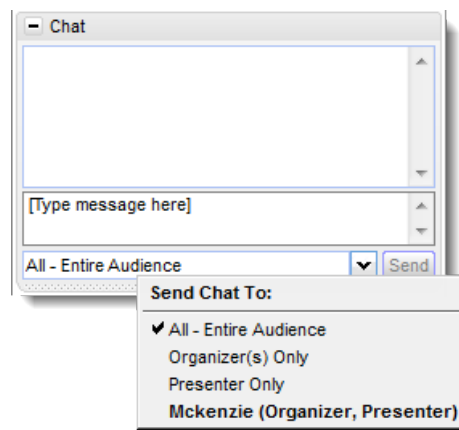 Chat
[Type message here]
All - Entire Audience
Send
Send Chat To:
All - Entire Audience
Organizer(s) Only
Presenter Only
Mckenzie (Organizer, Presenter)